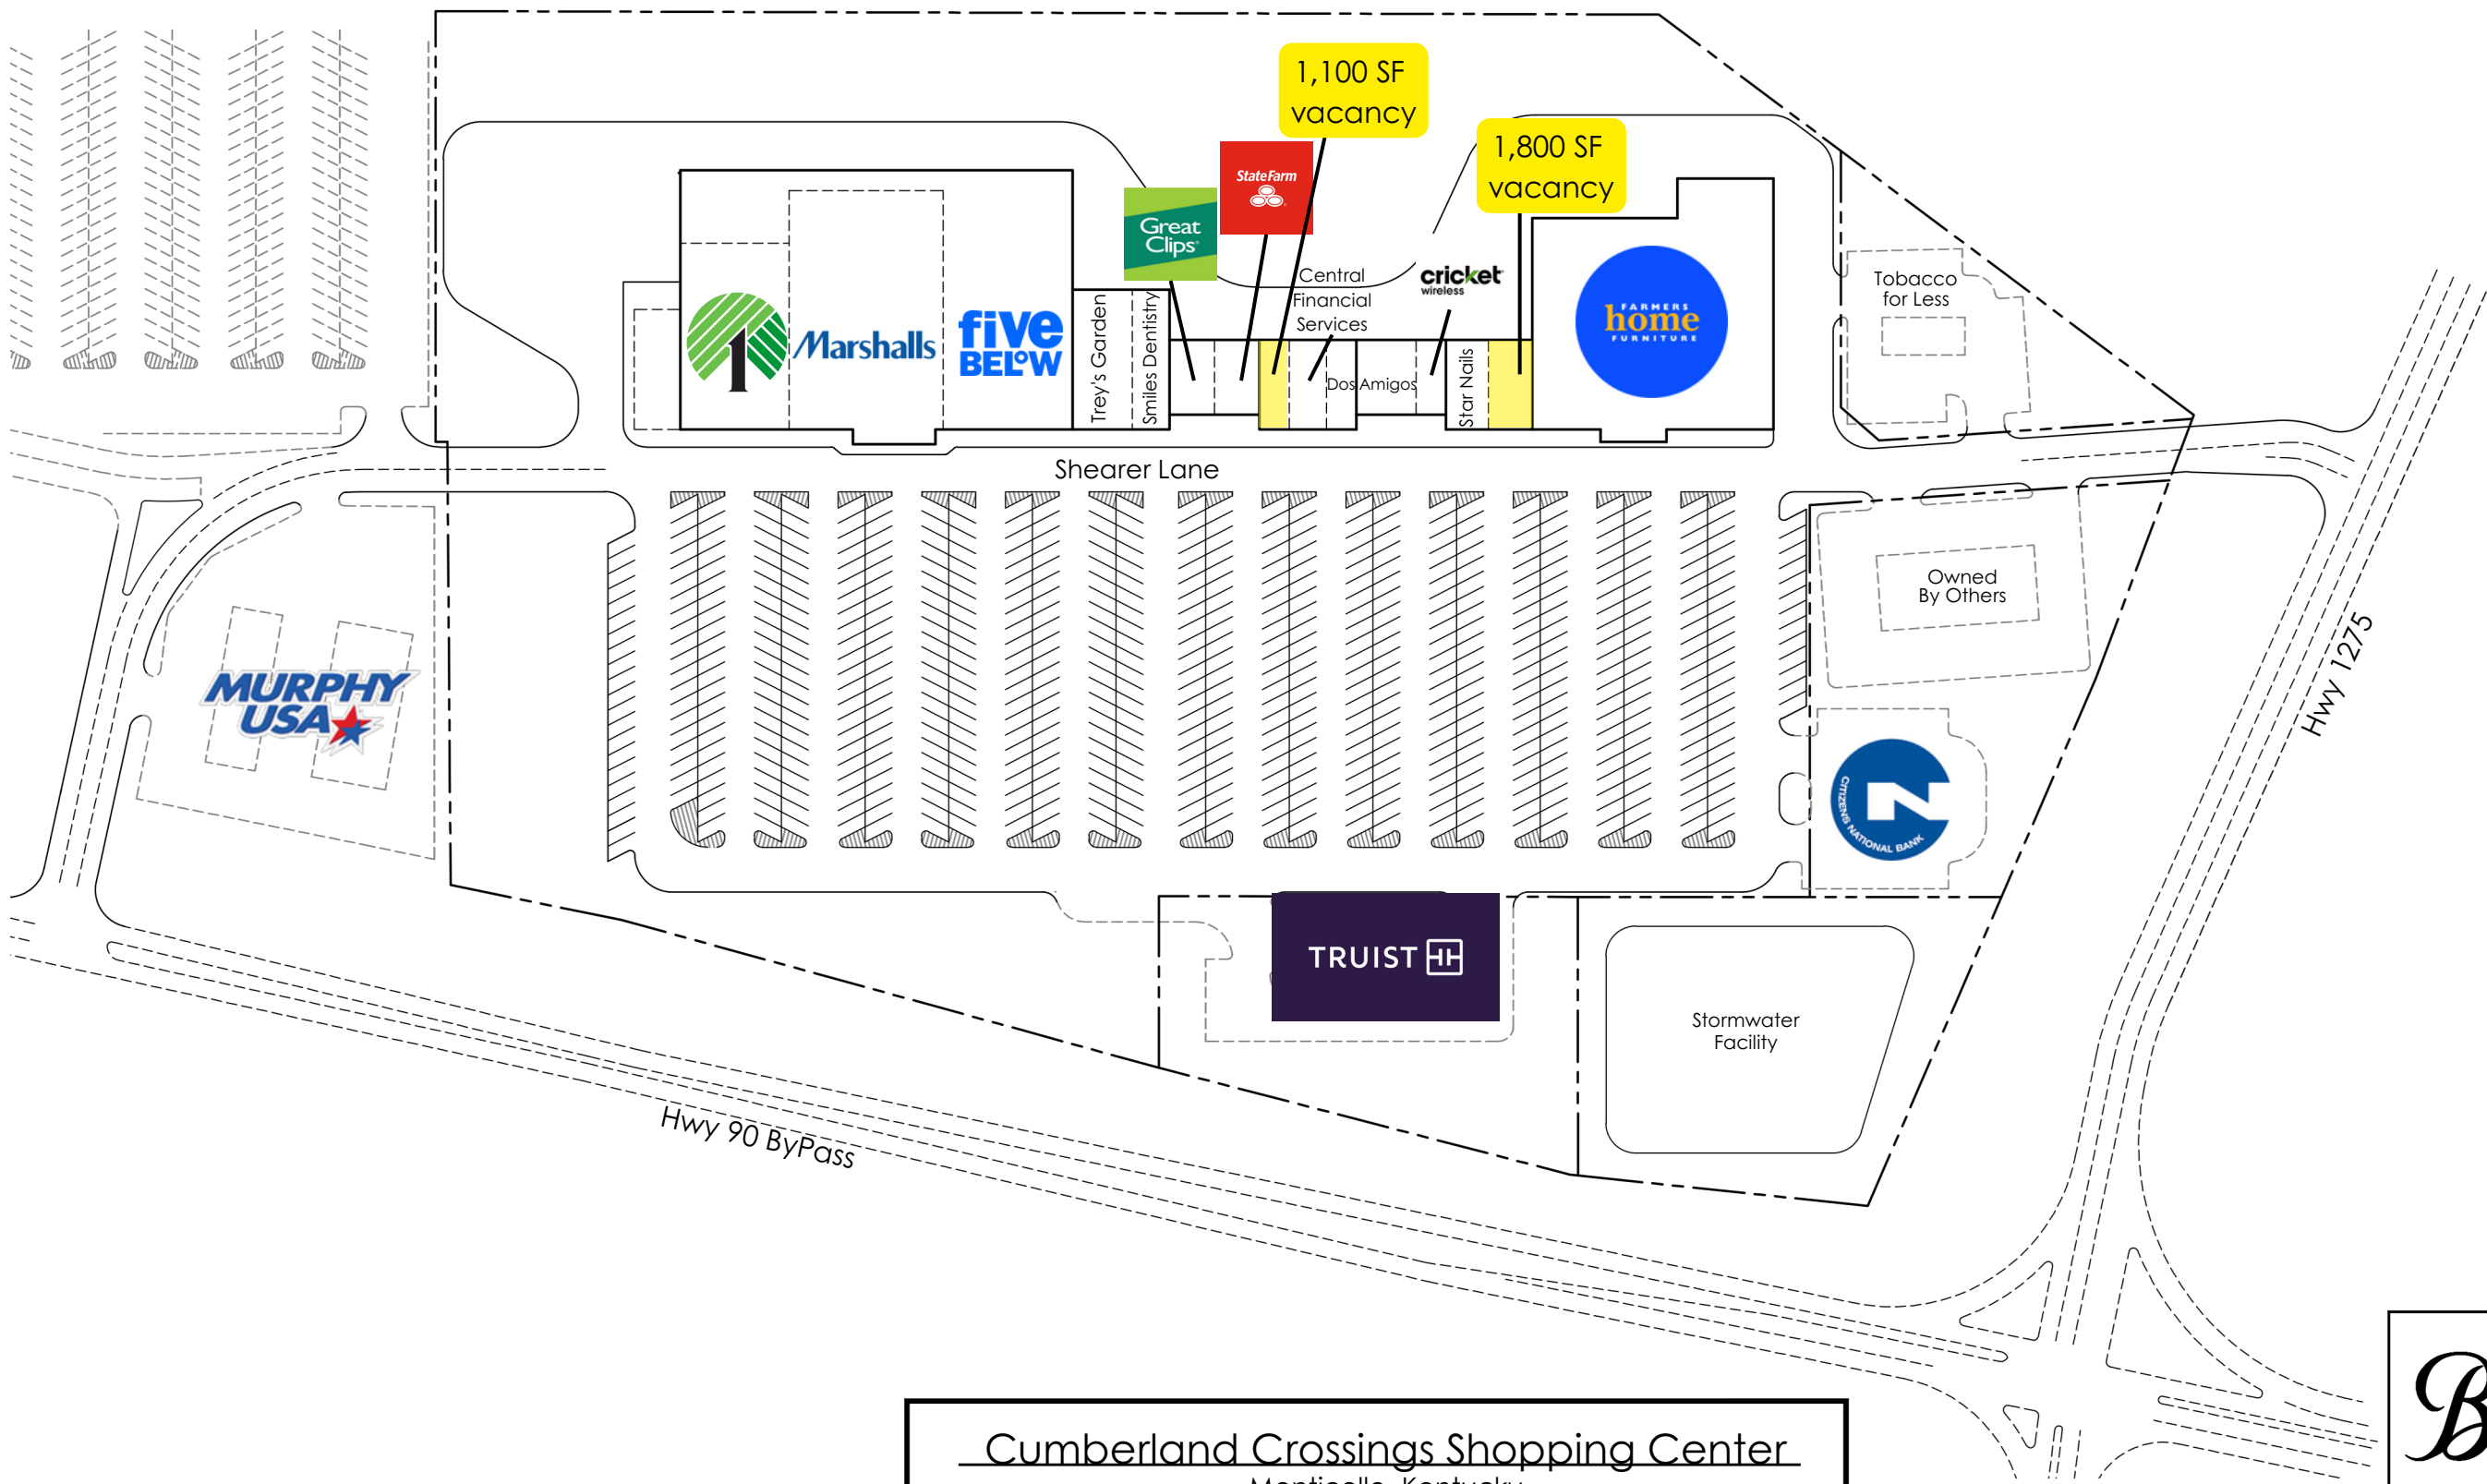 1,100 SF
vacancy
1,800 SF
vacancy
StateFarm
Great
Clips
Central
Financial
Services
cricket
wireless
Marshalls
five
BELOW
Trey's Garden
Smiles Dentistry
Dos Amigos
Star Nails
FARMERS
home
FURNITURE
Tobacco
for Less
Shearer Lane
Owned
By Others
Hwy 1275
MURPHY
USA
CITIZENS NATIONAL BANK
TRUIST
Stormwater
Facility
Hwy 90 ByPass
Cumberland Crossings Shopping Center
Monticello, Kentucky
B